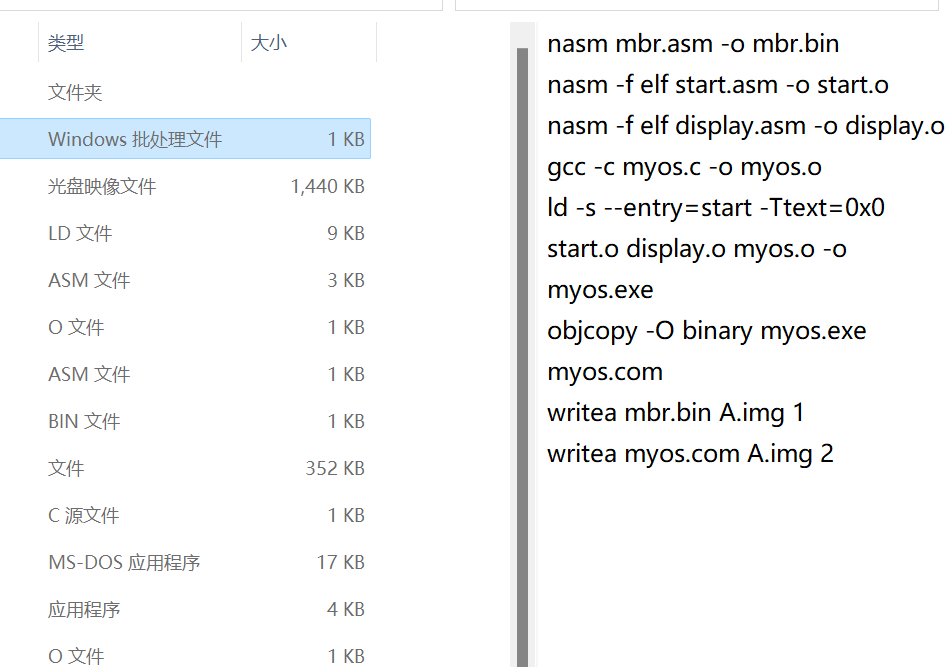 类型 大小
文件夹
Windows 批处理文件 1 KB
光盘映像文件 1,440 KB
LD 文件 9 KB
ASM 文件 3 KB
O 文件 1 KB
ASM 文件 1 KB
BIN 文件 1 KB
文件 352 KB
C 源文件 1 KB
MS-DOS 应用程序 17 KB
应用程序 4 KB
O 文件 1 KB
nasm mbr.asm -o mbr.bin
nasm -f elf start.asm -o start.o
nasm -f elf display.asm -o display.o
gcc -c myos.c -o myos.o
ld -s --entry=start -Ttext=0x0
start.o display.o myos.o -o
myos.exe
objcopy -O binary myos.exe
myos.com
writea mbr.bin A.img 1
writea myos.com A.img 2